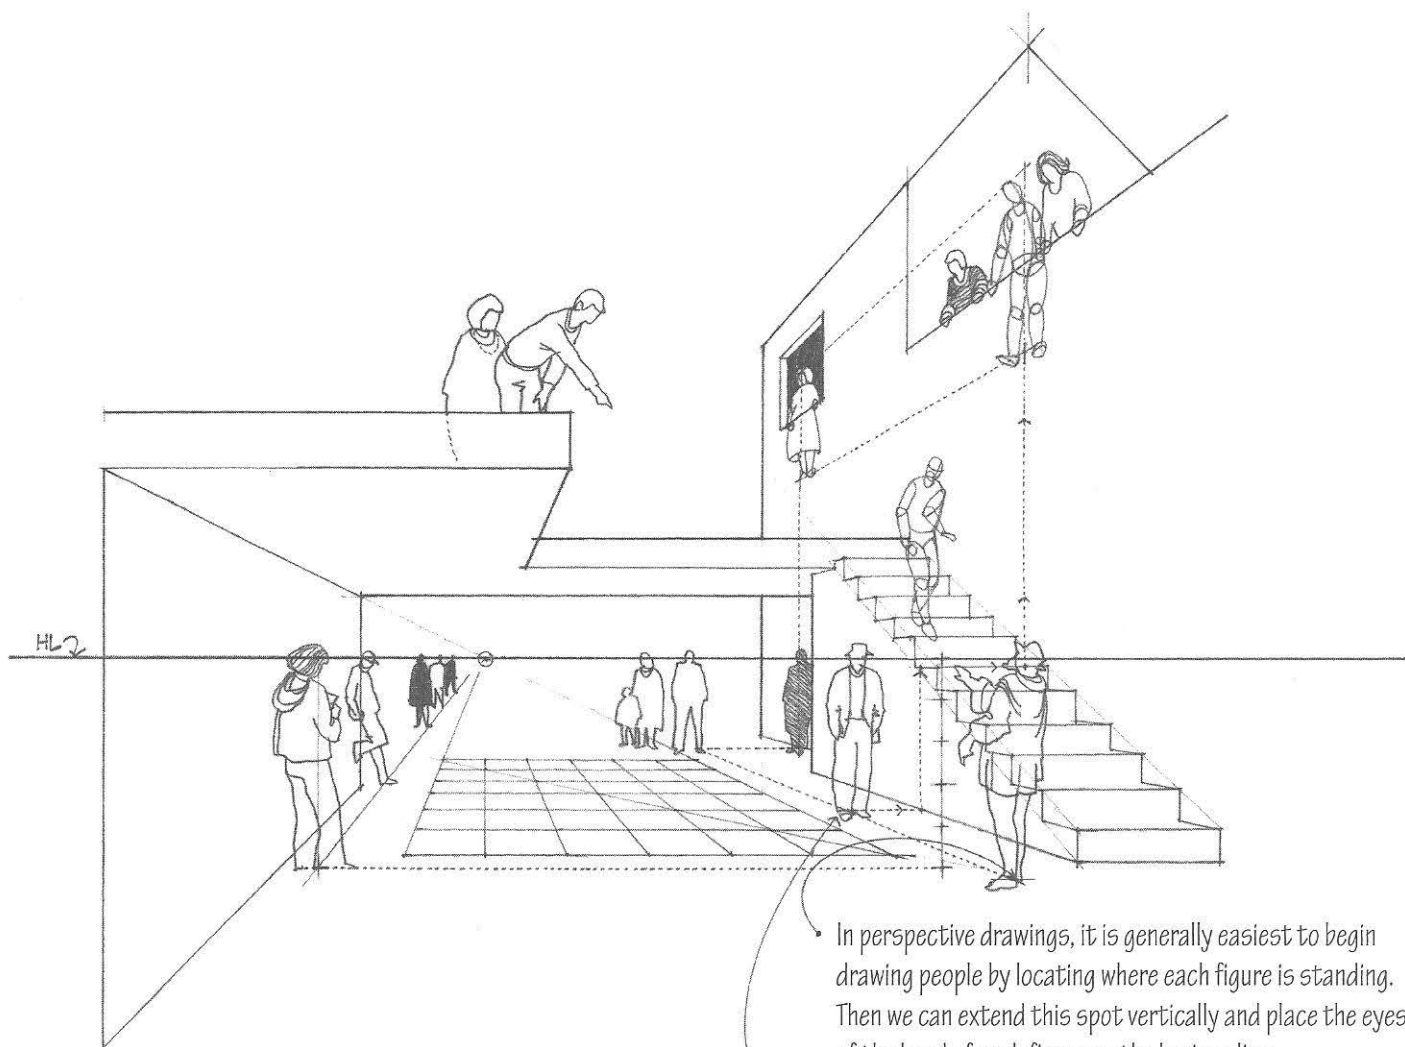 HL
In perspective drawings, it is generally easiest to begin
drawing people by locating where each figure is standing.
Then we can extend this spot vertically and place the eyes